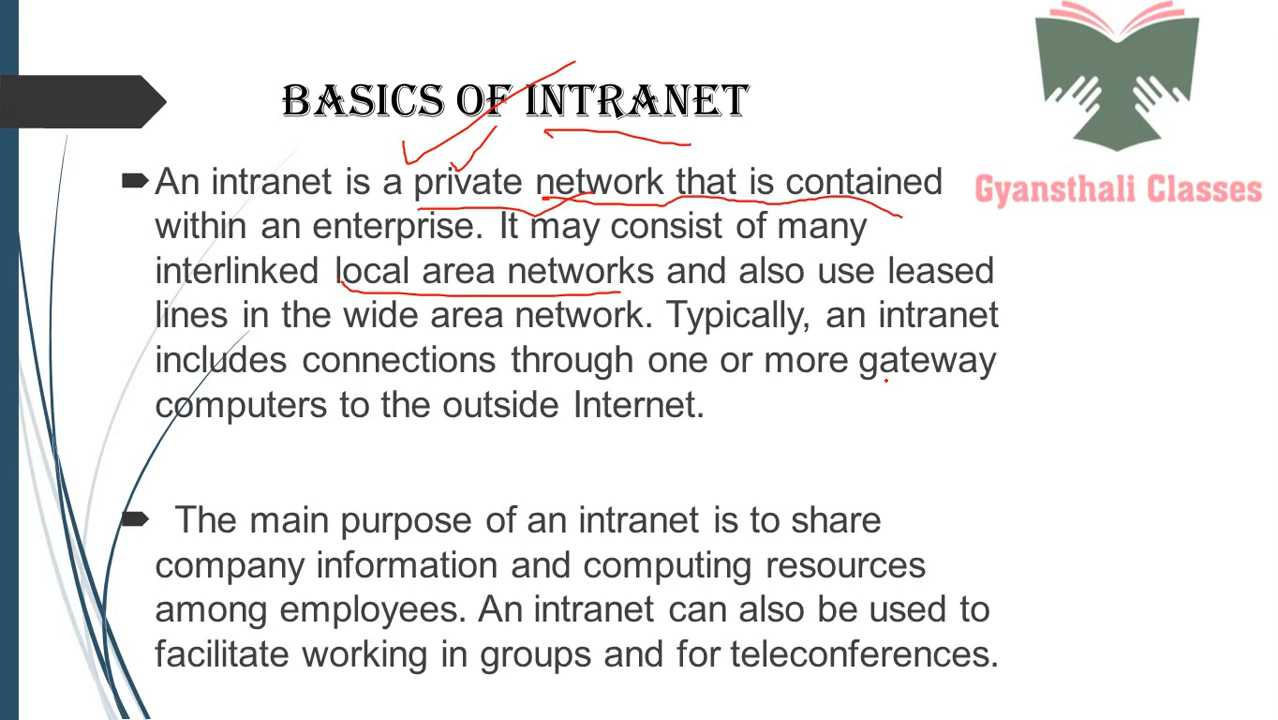 BASICS OF INTRANET
An intranet is a private network that is contained
within an enterprise. It may consist of many
interlinked local area networks and also use leased
lines in the wide area network. Typically, an intranet
includes connections through one or more gateway
computers to the outside Internet.
The main purpose of an intranet is to share
company information and computing resources
among employees. An intranet can also be used to
facilitate working in groups and for teleconferences.
Gyansthali Classes